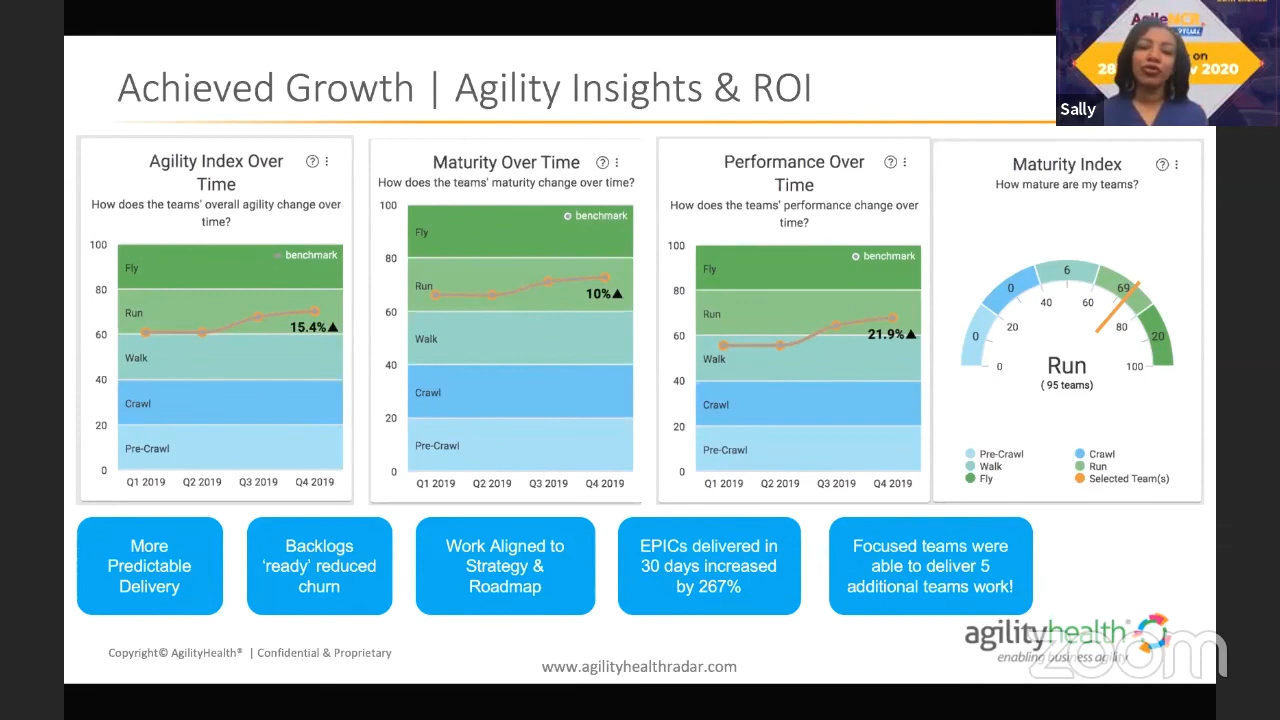 Achieved Growth | Agility Insights & ROI
Sally
28
2020
Agility Index Over
Time
How does the teams' overall agility change over
time?
100
80
60
40
20
0
benchmark
Fly
Run
15.4%▲
Walk
Crawl
Pre-Crawl
Q1 2019 Q2 2019 Q3 2019 Q4 2019
Maturity Over Time
How does the teams' maturity change over time?
100
80
60
40
20
0
benchmark
Fly
Run
10%▲
Walk
Crawl
Pre-Crawl
Q1 2019 Q2 2019 Q3 2019 Q4 2019
Performance Over
Time
How does the teams' performance change over
time?
100
80
60
40
20
0
benchmark
Fly
Run
21.9%▲
Walk
Crawl
Pre-Crawl
Q1 2019 Q2 2019 Q3 2019 Q4 2019
Maturity Index
How mature are my teams?
0 0 6 69 20
0 20 40 60 80 100
Run
( 95 teams)
Pre-Crawl Crawl
Walk Run
Fly Selected Team(s)
More
Predictable
Delivery
Backlogs
‘ready’ reduced
churn
Work Aligned to
Strategy &
Roadmap
EPICs delivered in
30 days increased
by 267%
Focused teams were
able to deliver 5
additional teams work!
agilityhealth®
enabling business agility
zoom
Copyright© AgilityHealth® | Confidential & Proprietary
www.agilityhealthradar.com